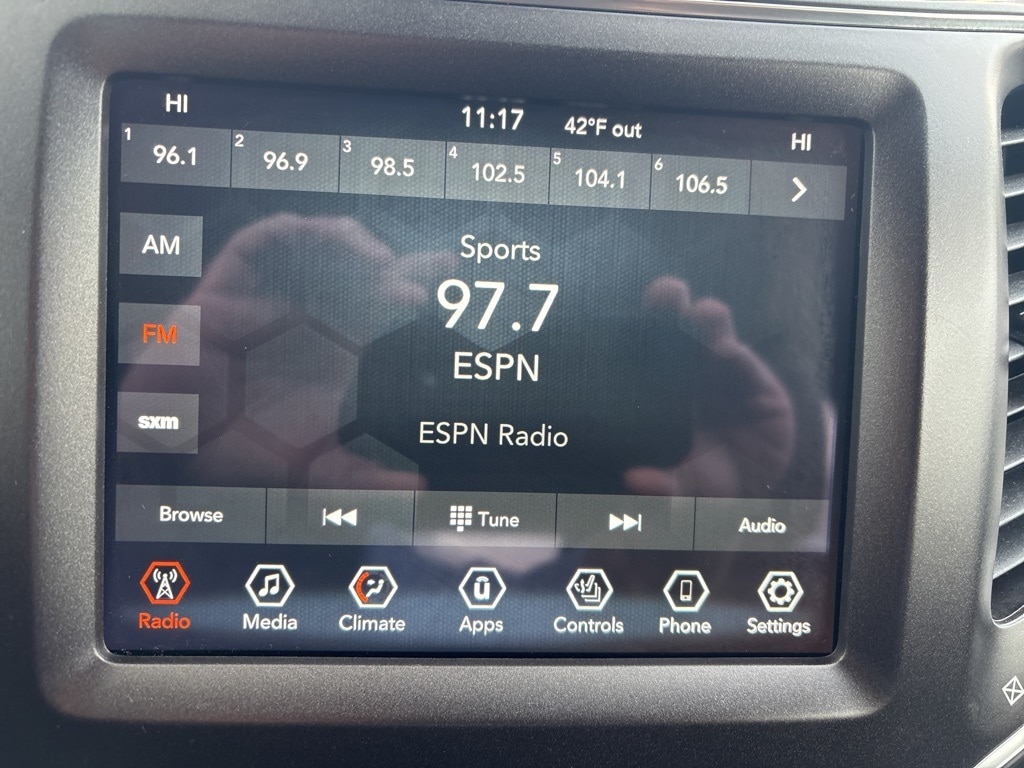 HI 11:17 42°F out HI
1 96.1 2 96.9 3 98.5 4 102.5 5 104.1 6 106.5
AM
FM
sxm
Sports
97.7
ESPN
ESPN Radio
Browse Tune Audio
Radio Media Climate Apps Controls Phone Settings